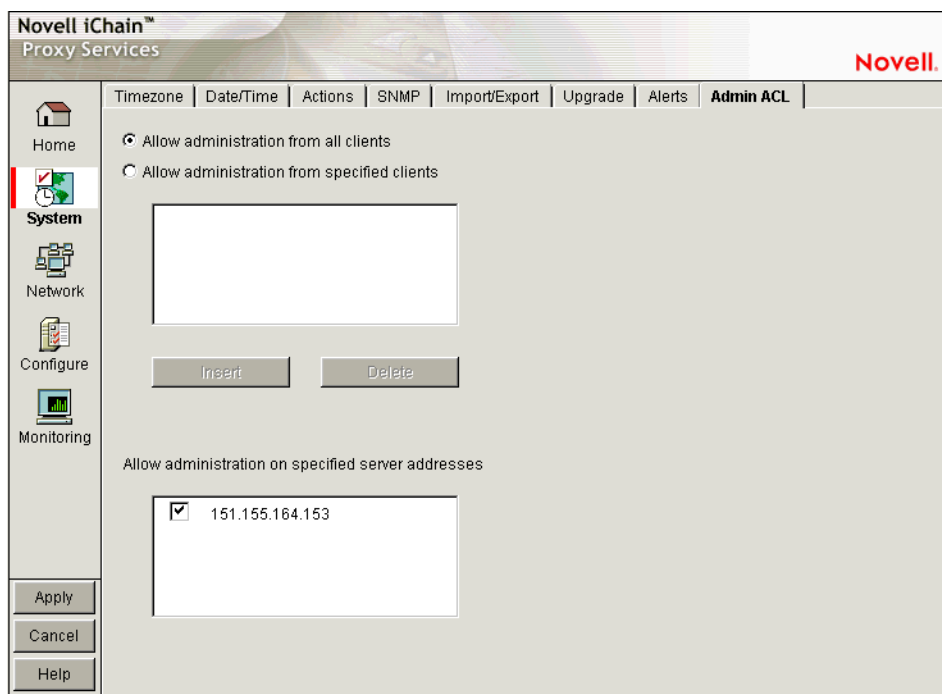 Novell iChain™
Proxy Services
Novell.
Timezone Date/Time Actions SNMP Import/Export Upgrade Alerts Admin ACL
Home
System
Network
Configure
Monitoring
Allow administration from all clients
Allow administration from specified clients
Insert Delete
Allow administration on specified server addresses
151.155.164.153
Apply
Cancel
Help